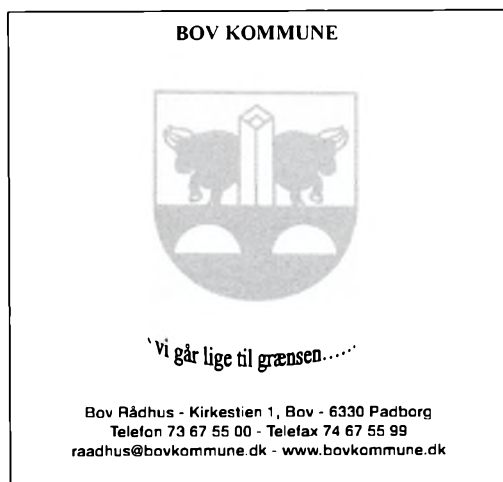 BOV KOMMUNE
'vi går lige til grænsen......
Bov Rådhus - Kirkestien 1, Bov - 6330 Padborg
Telefon 73 67 55 00 - Telefax 74 67 55 99
raadhus@bovkommune.dk - www.bovkommune.dk